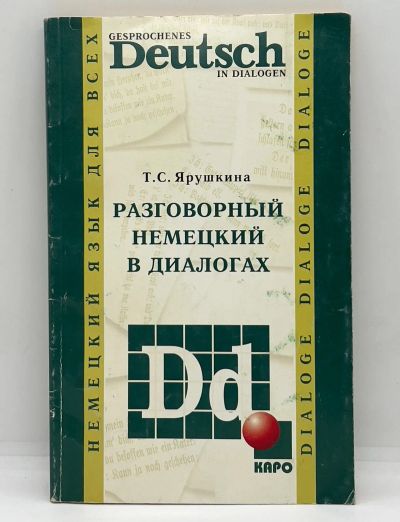 GESPROCHENES
Deutsch
IN DIALOGEN
Т.С. Ярушкина
РАЗГОВОРНЫЙ
НЕМЕЦКИЙ
В ДИАЛОГАХ
Dd
КАРО
НЕМЕЦКИЙ ЯЗЫК ДЛЯ ВСЕХ
DIALOGE DIALOGE DIALOGE